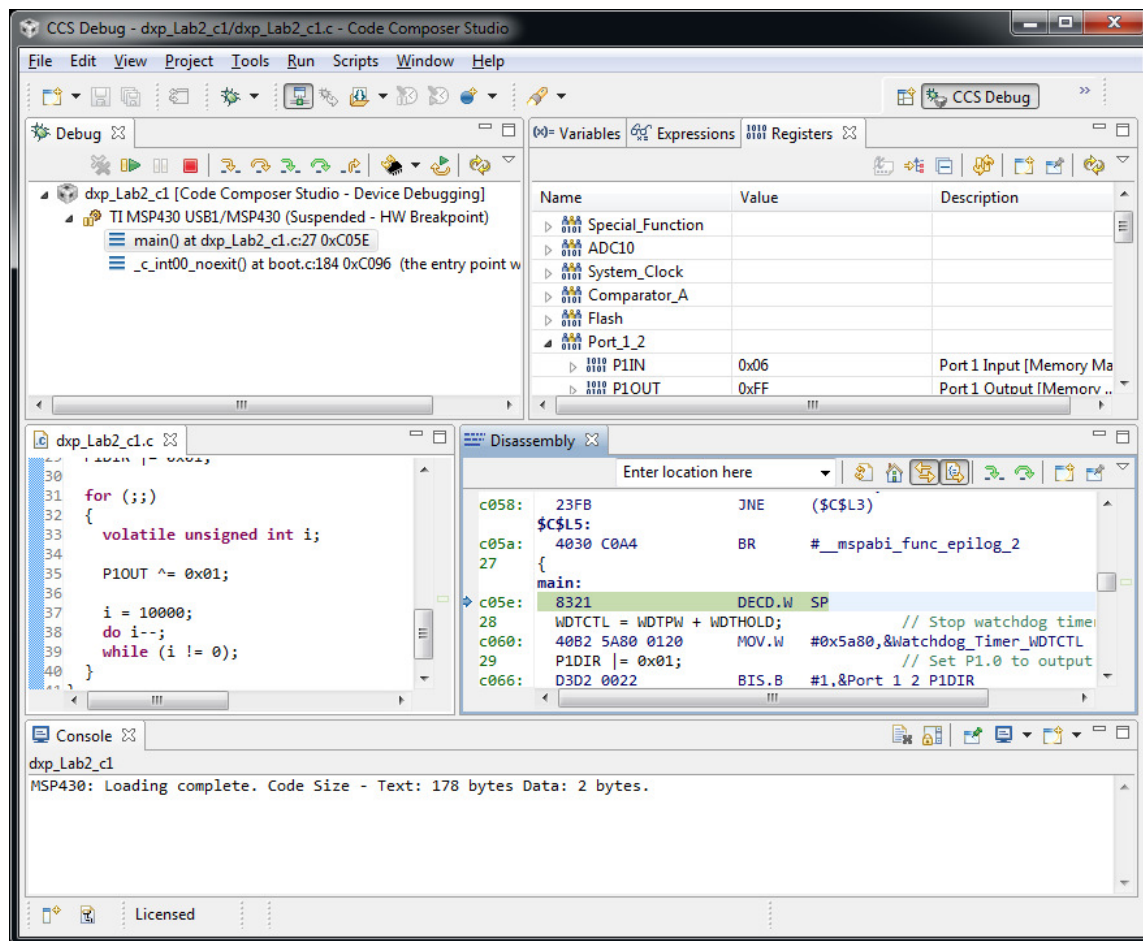 CCS Debug - dxp_Lab2_c1/dxp_Lab2_c1.c - Code Composer Studio
File Edit View Project Tools Run Scripts Window Help
CCS Debug
Debug
dxp_Lab2_c1 [Code Composer Studio - Device Debugging]
TI MSP430 USB1/MSP430 (Suspended - HW Breakpoint)
main() at dxp_Lab2_c1.c:27 0xC05E
_c_int00_noexit() at boot.c:184 0xC096 (the entry point w
(x)= Variables Expressions Registers
Name Value Description
Special_Function
ADC10
System_Clock
Comparator_A
Flash
Port_1_2
P1IN 0x06 Port 1 Input [Memory Ma
P1OUT 0xFF Port 1 Output [Memory ..
dxp_Lab2_c1.c
29 P1DIR |= 0x01;
30
31 for (;;)
32 {
33 volatile unsigned int i;
34
35 P1OUT ^= 0x01;
36
37 i = 10000;
38 do i--;
39 while (i != 0);
40 }
41 }
Disassembly
Enter location here
c058: 23FB JNE ($C$L3)
$C$L5:
c05a: 4030 C0A4 BR #__mspabi_func_epilog_2
27 {
main:
c05e: 8321 DECD.W SP
28 WDTCTL = WDTPW + WDTHOLD; // Stop watchdog time
c060: 40B2 5A80 0120 MOV.W #0x5a80,&Watchdog_Timer_WDTCTL
29 P1DIR |= 0x01; // Set P1.0 to output
c066: D3D2 0022 BIS.B #1,&Port_1_2_P1DIR
Console
dxp_Lab2_c1
MSP430: Loading complete. Code Size - Text: 178 bytes Data: 2 bytes.
Licensed